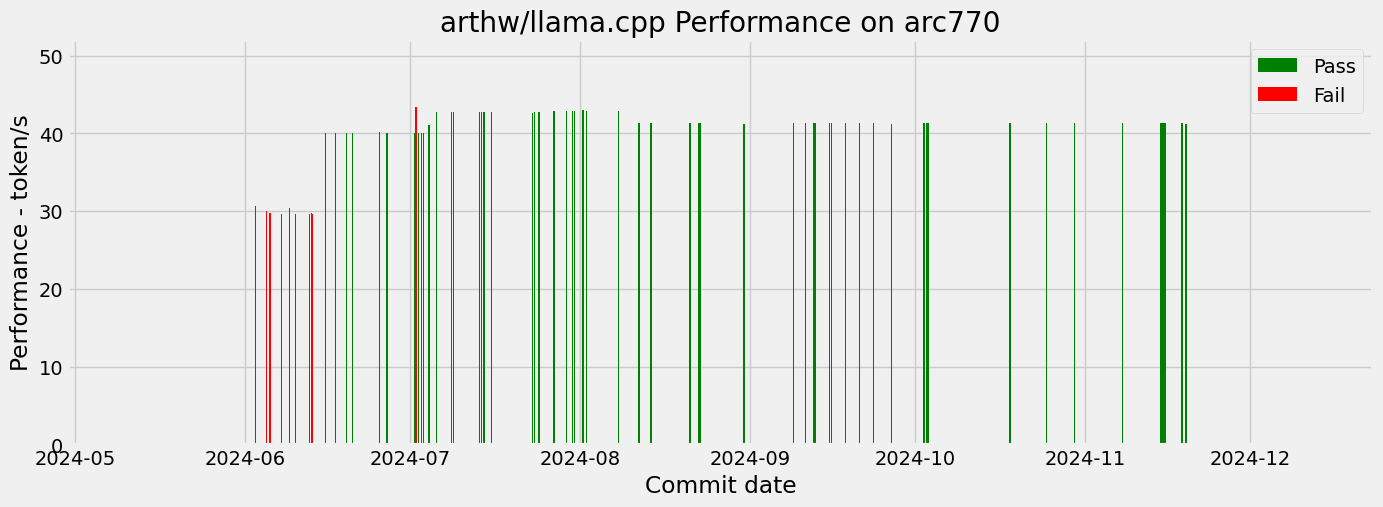 arthw/llama.cpp Performance on arc770
Performance - token/s
50
40
30
20
10
0
Pass
Fail
2024-05 2024-06 2024-07 2024-08 2024-09 2024-10 2024-11 2024-12
Commit date